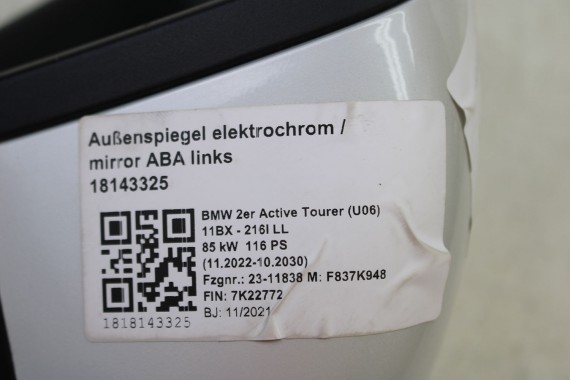 Außenspiegel elektrochrom /
mirror ABA links
18143325
BMW 2er Active Tourer (U06)
11BX - 216I LL
85 kW 116 PS
(11.2022-10.2030)
Fzgnr.: 23-11838 M: F837K948
FIN: 7K22772
BJ: 11/2021
1818143325